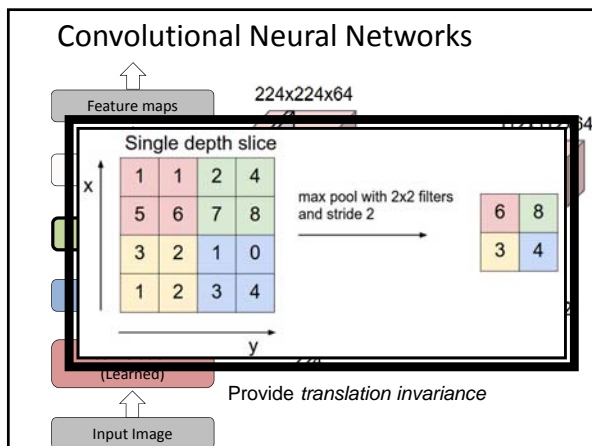 Convolutional Neural Networks
Feature maps
224x224x64
Single depth slice
x
1 1 2 4
5 6 7 8
3 2 1 0
1 2 3 4
y
max pool with 2x2 filters
and stride 2
6 8
3 4
(Learned)
Provide translation invariance
Input Image